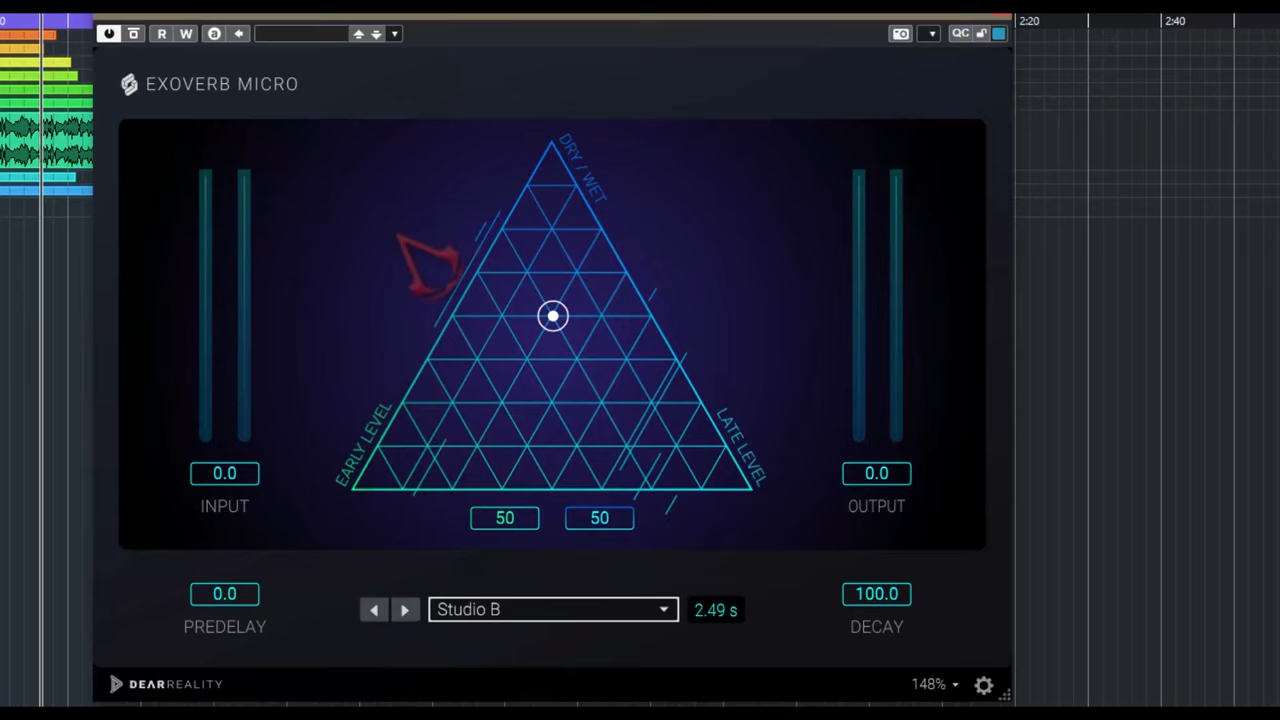 0
2:20
2:40
R W a
QC
EXOVERB MICRO
DRY / WET
EARLY LEVEL
LATE LEVEL
0.0
INPUT
50
50
0.0
OUTPUT
0.0
PREDELAY
Studio B
2.49 s
100.0
DECAY
DEARREALITY
148%